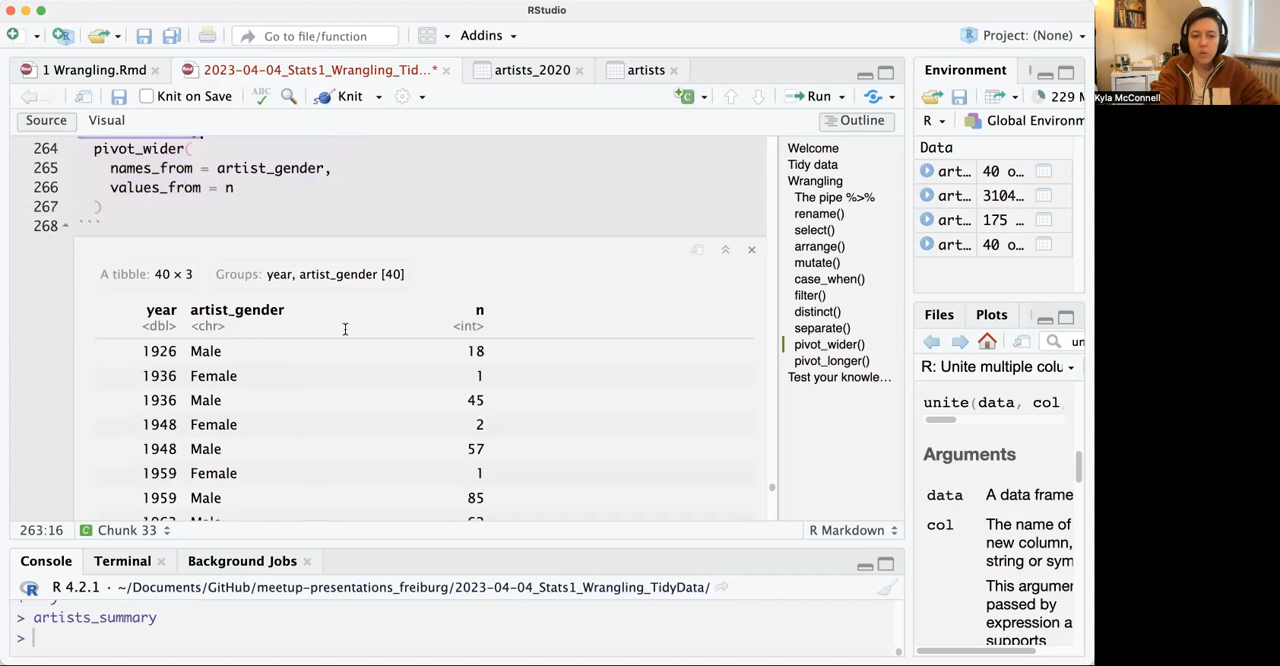 RStudio
Go to file/function
Addins
Project: (None)
1 Wrangling.Rmd
2023-04-04_Stats1_Wrangling_Tid...*
artists_2020
artists
Knit on Save
ABC
Knit
Run
Source
Visual
Outline
264 pivot_wider(
265 names_from = artist_gender,
266 values_from = n
267 )
268 ```
A tibble: 40 × 3
Groups: year, artist_gender [40]
year artist_gender n
<dbl> <chr> <int>
1926 Male 18
1936 Female 1
1936 Male 45
1948 Female 2
1948 Male 57
1959 Female 1
1959 Male 85
263:16
Chunk 33
R Markdown
Welcome
Tidy data
Wrangling
The pipe %>%
rename()
select()
arrange()
mutate()
case_when()
filter()
distinct()
separate()
pivot_wider()
pivot_longer()
Test your knowle...
Console
Terminal
Background Jobs
R 4.2.1 · ~/Documents/GitHub/meetup-presentations_freiburg/2023-04-04_Stats1_Wrangling_TidyData/
> artists_summary
>
Environment
229 M
R
Global Environm
Data
art... 40 o...
art... 3104...
art... 175 ...
art... 40 o...
Files
Plots
un
R: Unite multiple colu
unite(data, col
Arguments
data A data frame
col The name of
new column,
string or sym
This argumen
passed by
expression a
supports
Kyla McConnell